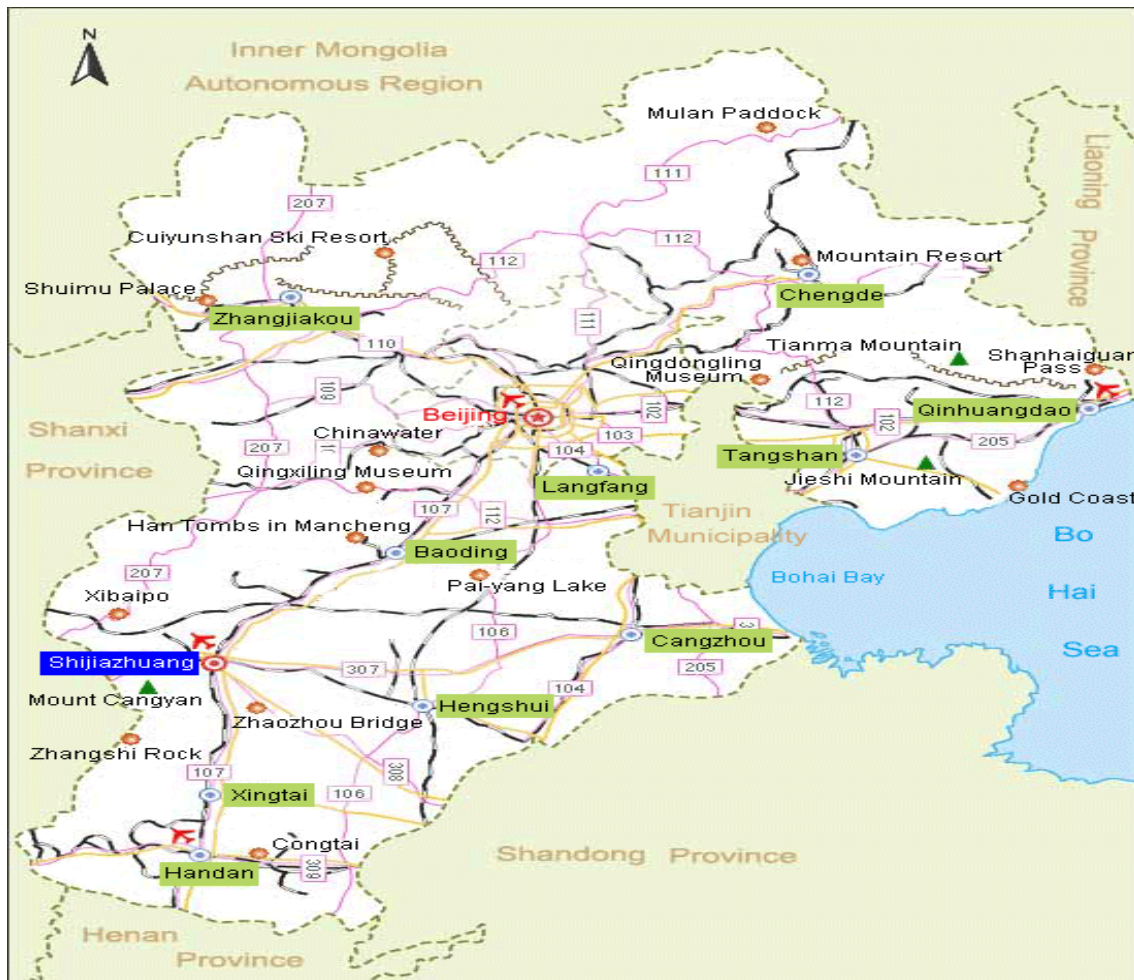 N
Inner Mongolia
Autonomous Region
Mulan Paddock
Liaoning Province
111
207
Cuiyunshan Ski Resort
112
112
Mountain Resort
Shuimu Palace
Chengde
Zhangjiakou
111
110
Tianma Mountain
Qingdongling
Museum
Shanhaiguan
Pass
109
112
Beijing
102
102
Qinhuangdao
Shanxi
Province
Chinawater
103
205
207
104
Tangshan
Qingxiling Museum
Jieshi Mountain
Langfang
Gold Coast
107
112
Tianjin
Municipality
Han Tombs in Mancheng
Bo
Baoding
207
Pai-yang Lake
Bohai Bay
Xibaipo
Hai
106
Cangzhou
Sea
Shijiazhuang
307
205
104
Mount Cangyan
Hengshui
Zhaozhou Bridge
Zhangshi Rock
107
308
Xingtai
106
Còngtai
Shandong Province
Handan
309
Henan
Province